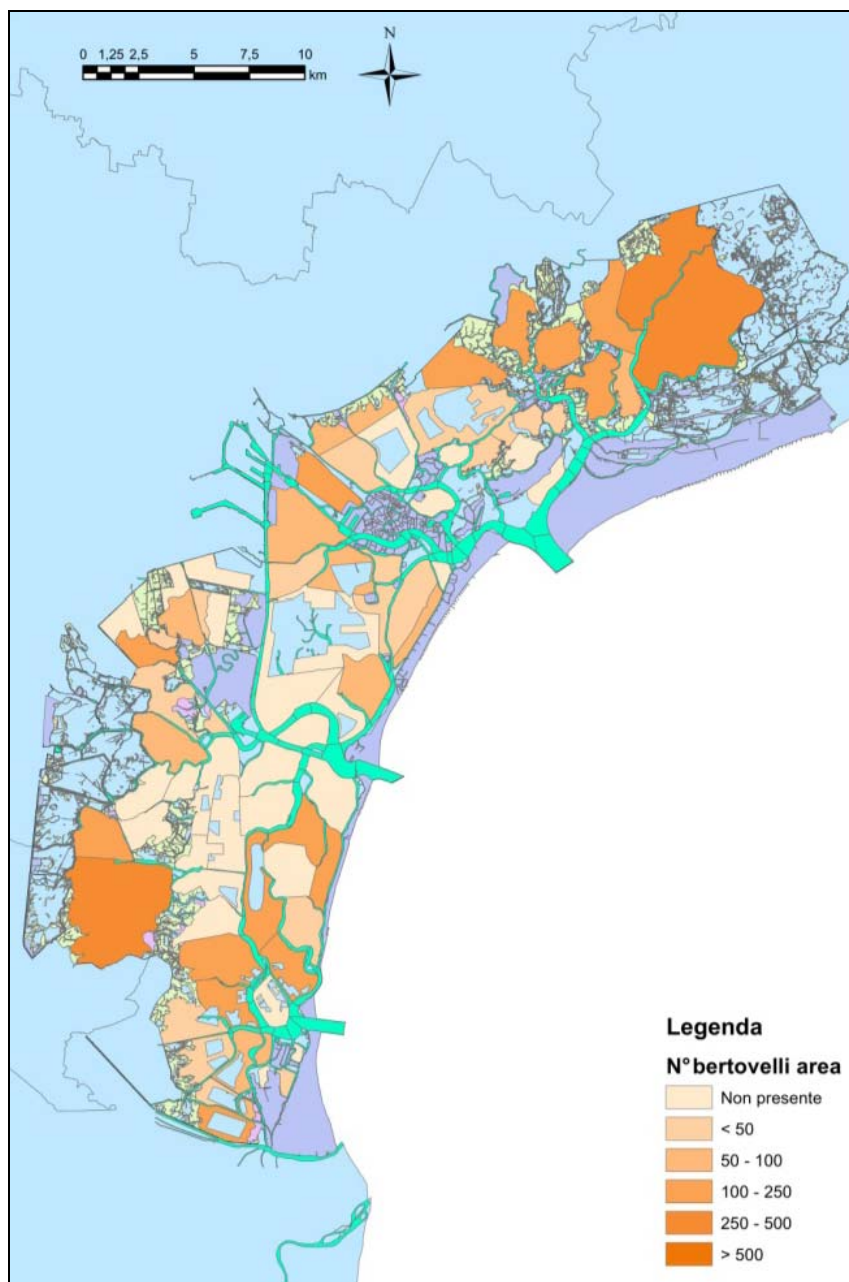 N
0 1,25 2,5 5 7,5 10
km
Legenda
N° bertovelli area
Non presente
< 50
50 - 100
100 - 250
250 - 500
> 500